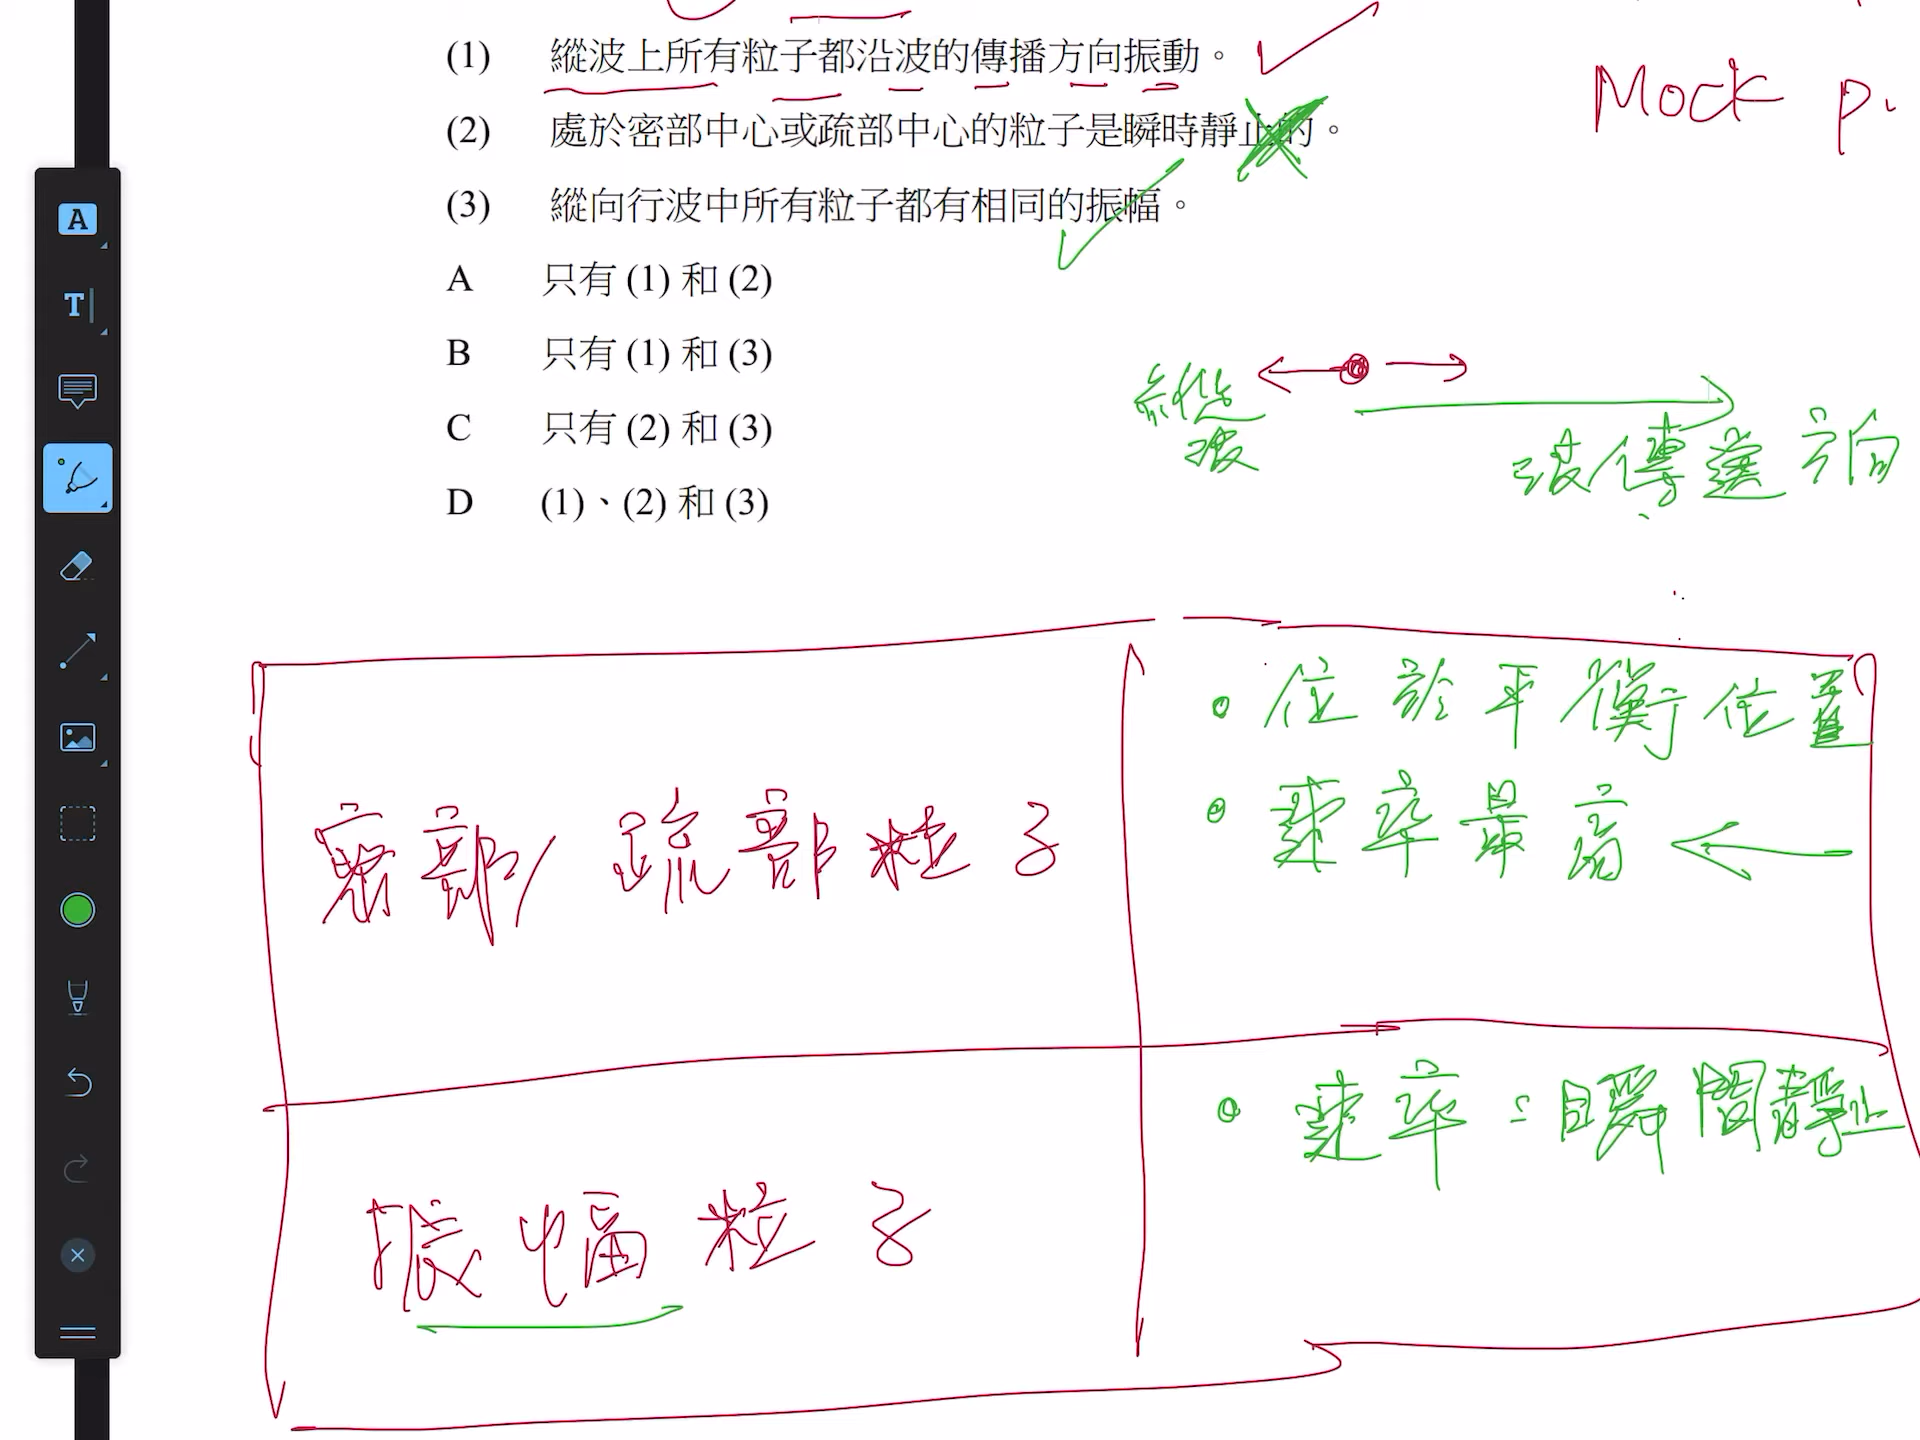 (1) 縱波上所有粒子都沿波的傳播方向振動。
Mock p.
(2) 處於密部中心或疏部中心的粒子是瞬時靜止的。
(3) 縱向行波中所有粒子都有相同的振幅。
A 只有 (1) 和 (2)
B 只有 (1) 和 (3)
C 只有 (2) 和 (3)
D (1)、(2) 和 (3)
縱波
波傳遞方向
• 位於平衡位置
• 速率最高
密部/疏部粒子
• 速率:瞬間靜止
振幅粒子
A
T